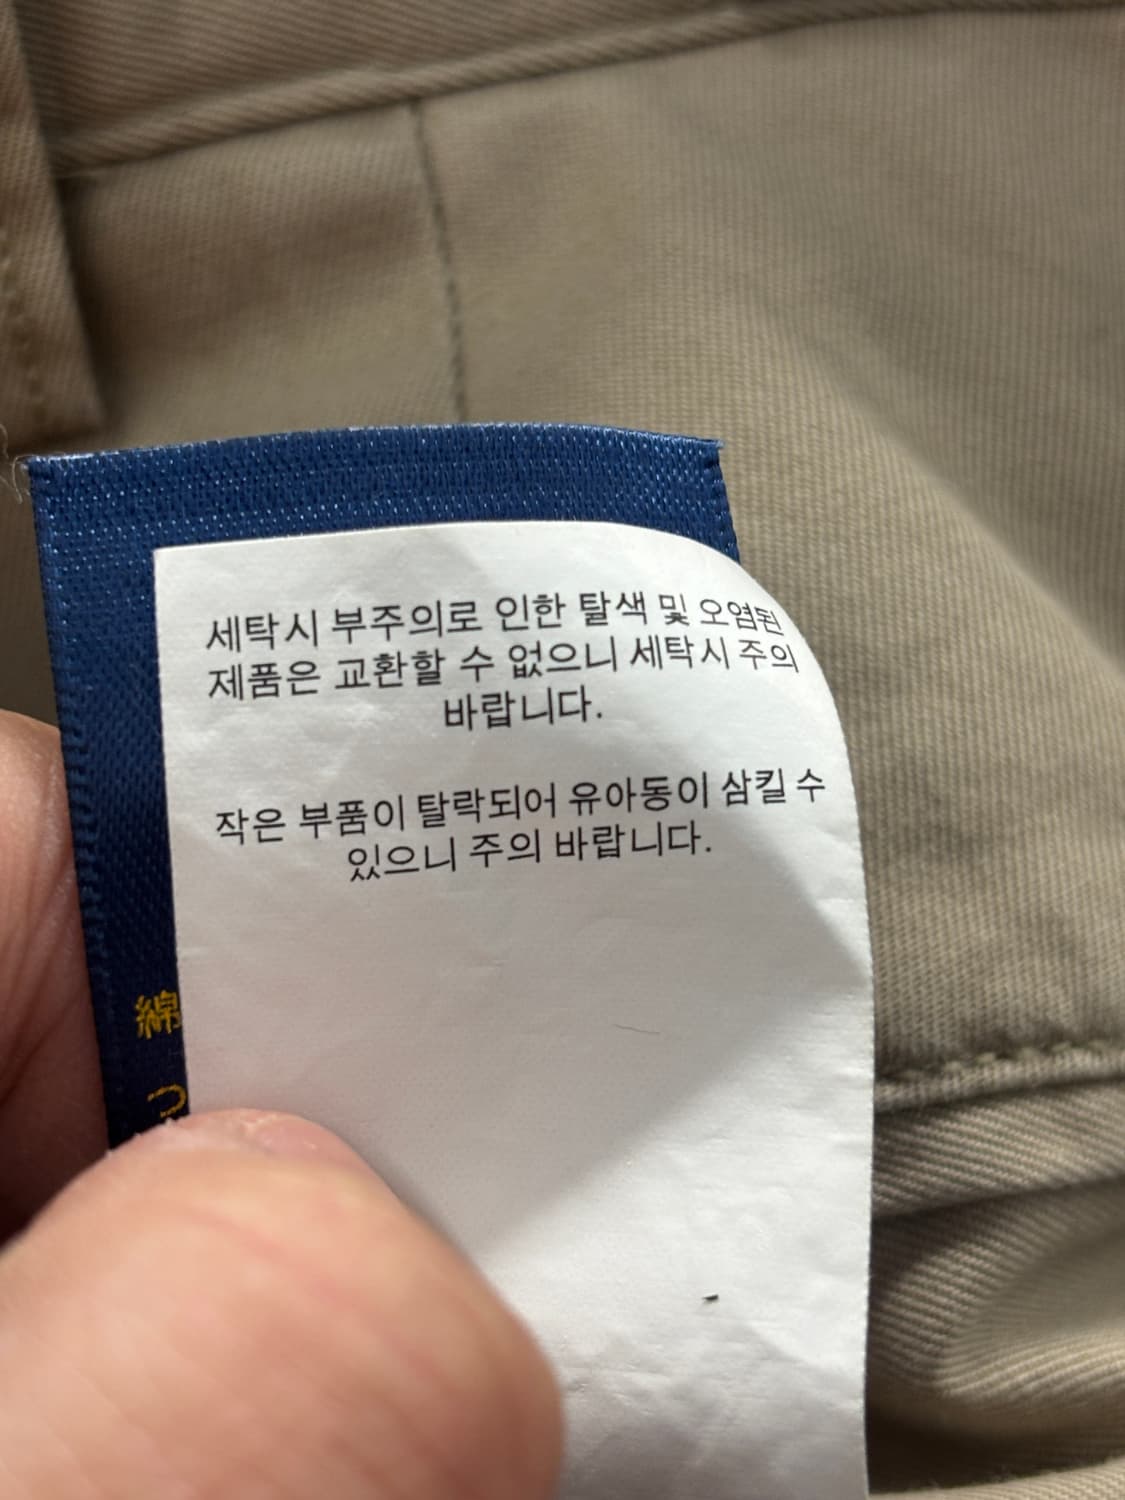 세탁시 부주의로 인한 탈색 및 오염된
제품은 교환할 수 없으니 세탁시 주의
바랍니다.
작은 부품이 탈락되어 유아동이 삼킬 수
있으니 주의 바랍니다.
綿